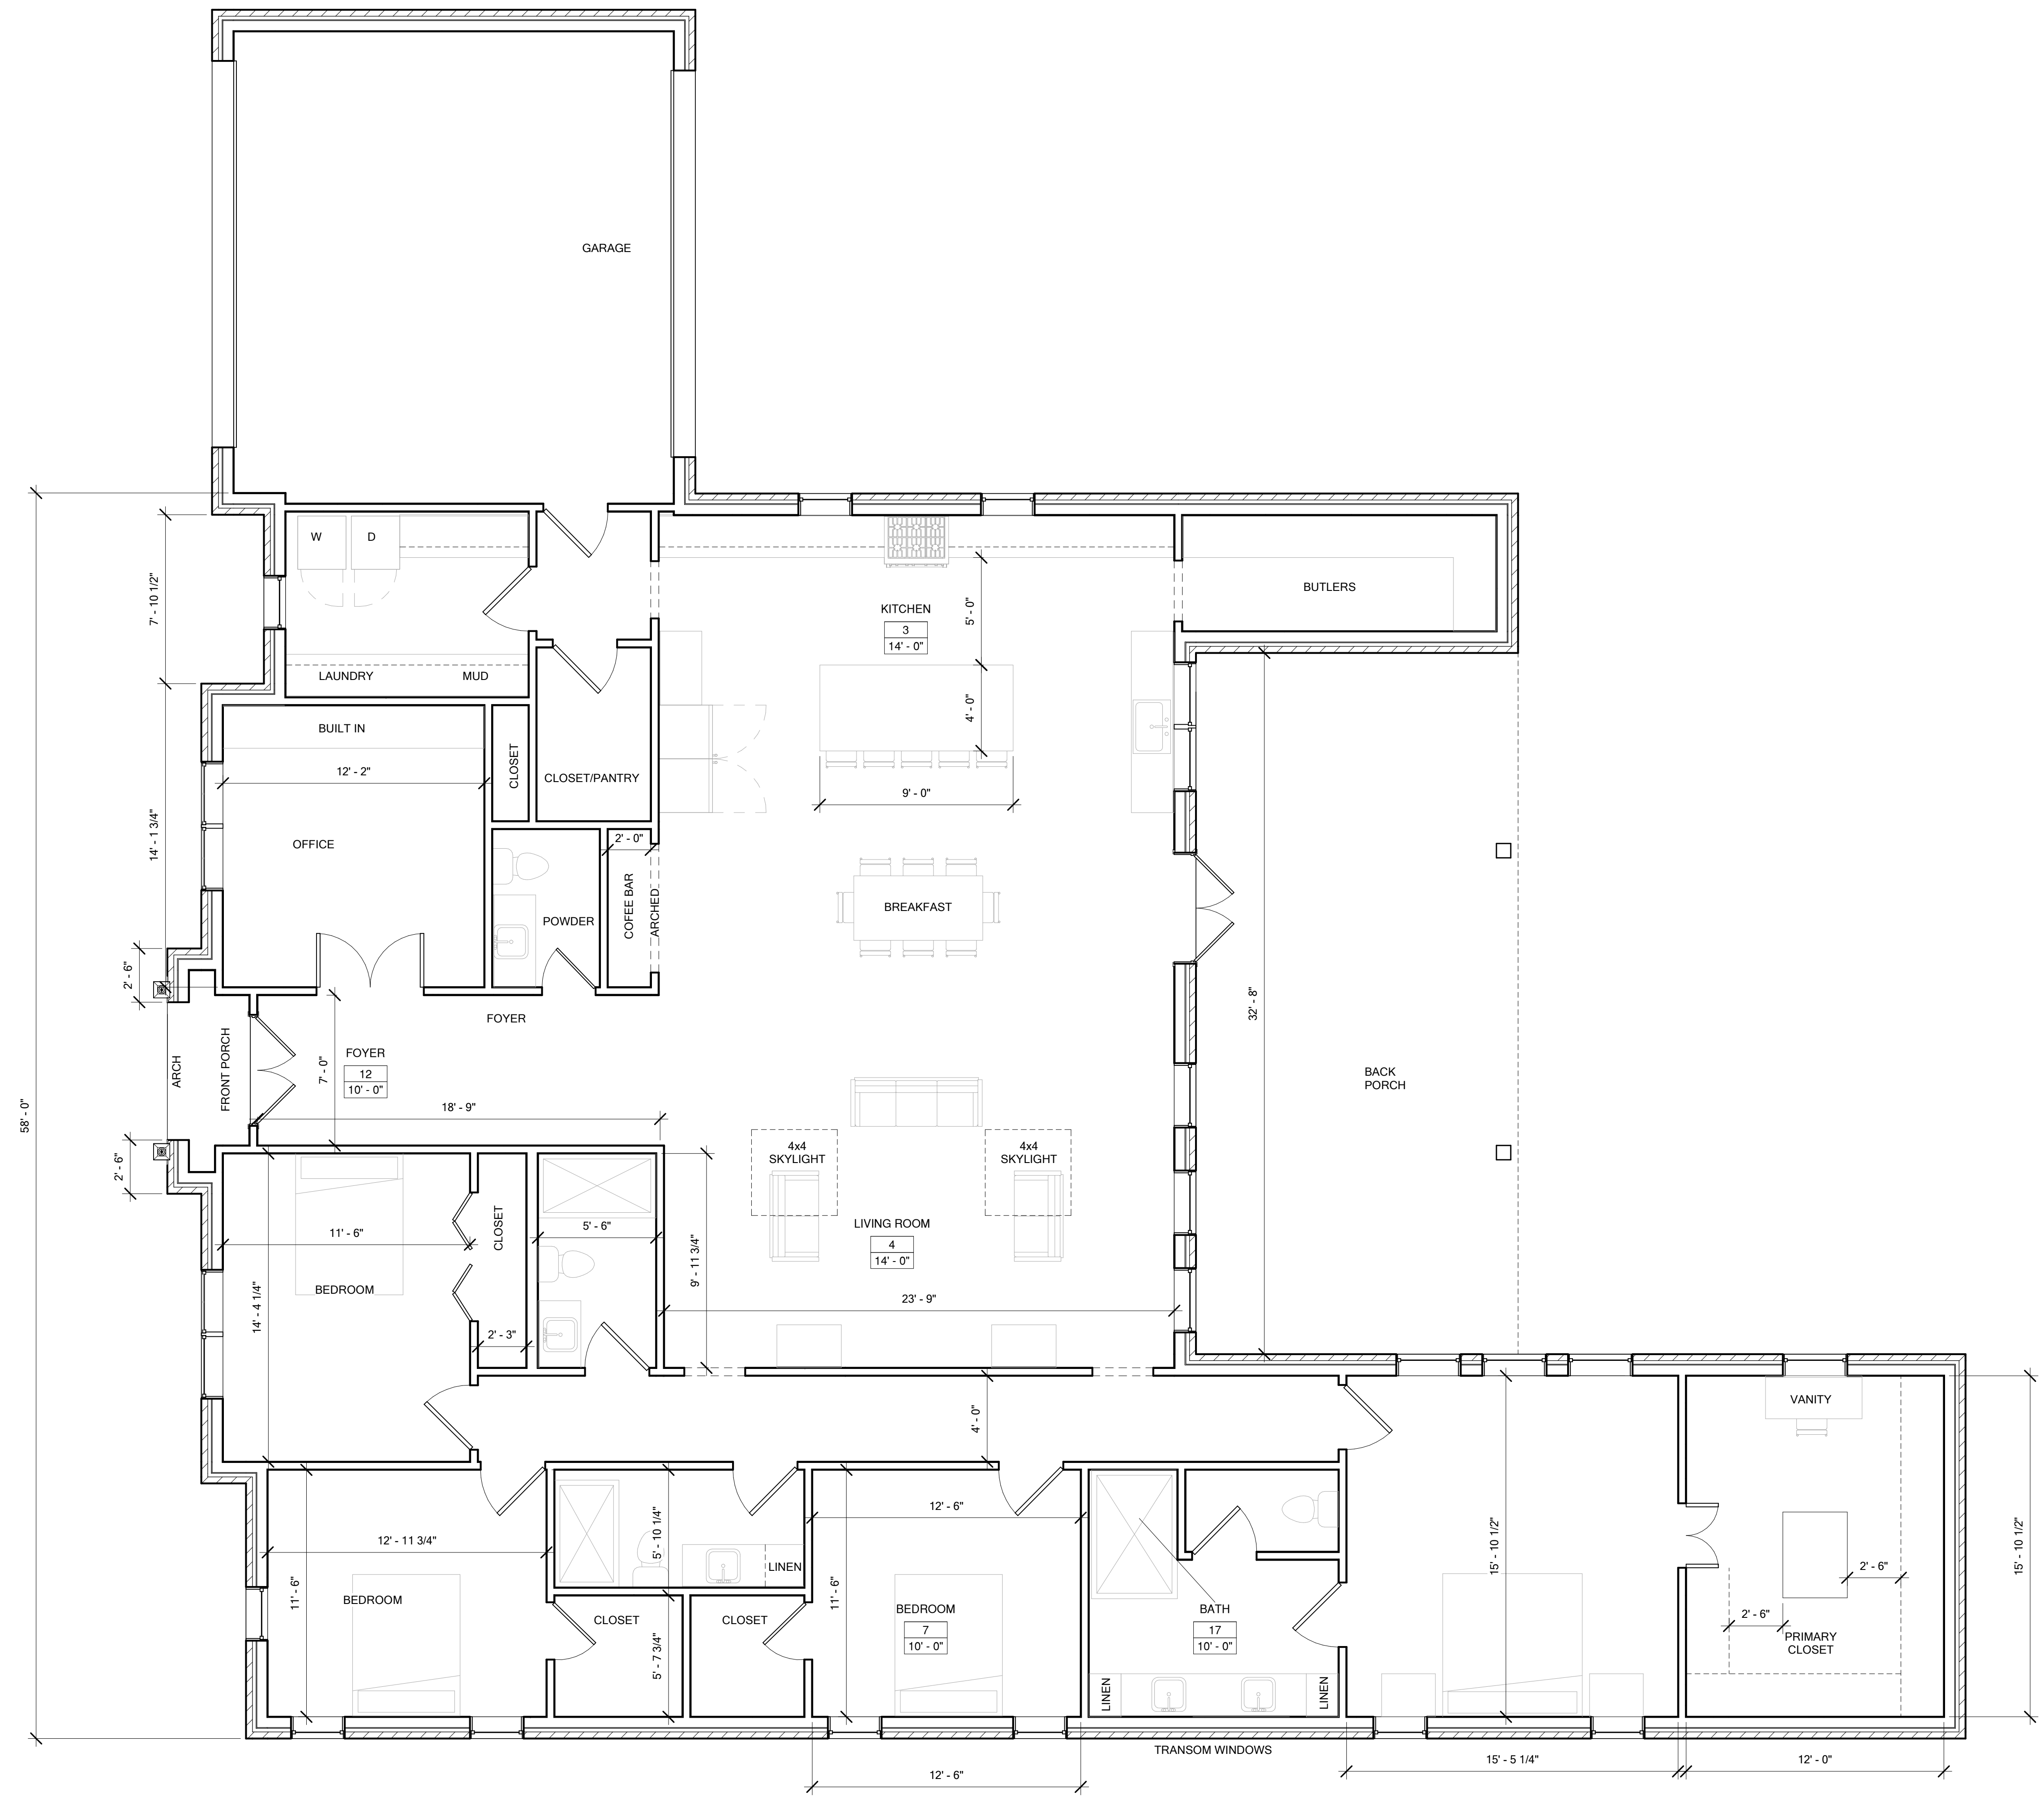 GARAGE
W
D
7' - 10 1/2"
LAUNDRY
MUD
KITCHEN
3
14' - 0"
5' - 0"
BUTLERS
4' - 0"
9' - 0"
BUILT IN
12' - 2"
CLOSET
CLOSET/PANTRY
14' - 1 3/4"
OFFICE
2' - 0"
COFEE BAR
ARCHED
POWDER
BREAKFAST
2' - 6"
32' - 8"
FOYER
FOYER
12
10' - 0"
7' - 0"
ARCH
FRONT PORCH
18' - 9"
58' - 0"
BACK
PORCH
2' - 6"
4x4
SKYLIGHT
4x4
SKYLIGHT
LIVING ROOM
4
14' - 0"
11' - 6"
CLOSET
5' - 6"
9' - 11 3/4"
BEDROOM
14' - 4 1/4"
2' - 3"
23' - 9"
4' - 0"
VANITY
12' - 11 3/4"
11' - 6"
BEDROOM
5' - 10 1/4"
LINEN
CLOSET
CLOSET
5' - 7 3/4"
12' - 6"
11' - 6"
BEDROOM
7
10' - 0"
BATH
17
10' - 0"
LINEN
LINEN
15' - 10 1/2"
2' - 6"
2' - 6"
PRIMARY
CLOSET
15' - 10 1/2"
TRANSOM WINDOWS
12' - 6"
15' - 5 1/4"
12' - 0"